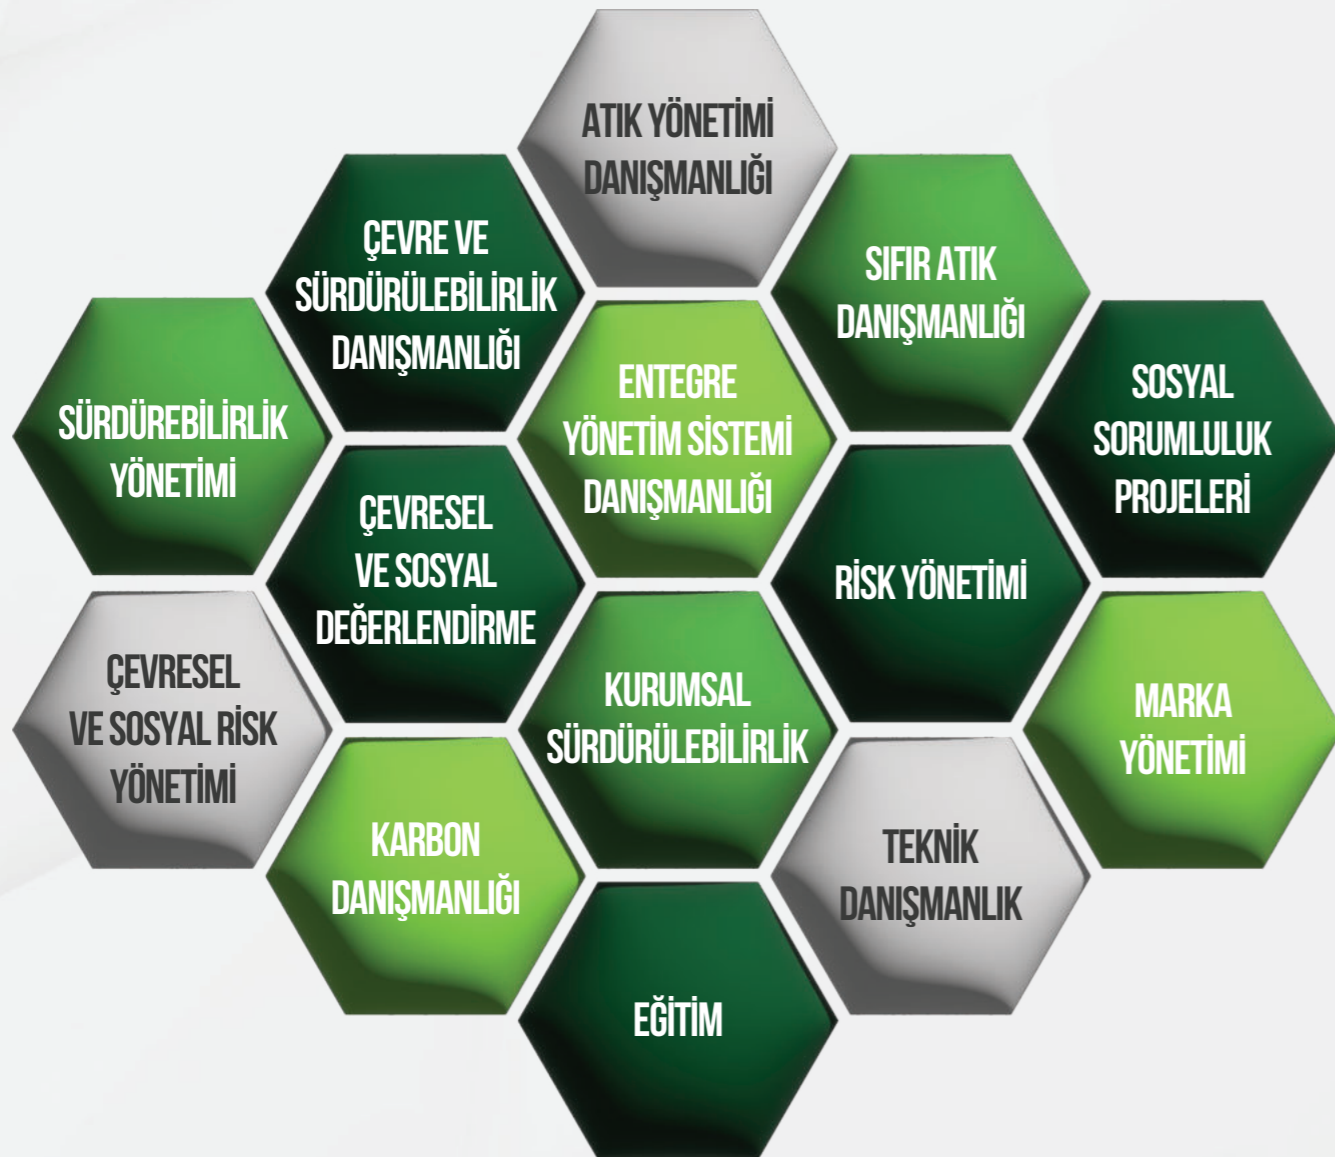 ATIK YÖNETİMİ
DANIŞMANLIĞI
ÇEVRE VE
SÜRDÜRÜLEBİLİRLİK
DANIŞMANLIĞI
SIFIR ATIK
DANIŞMANLIĞI
SÜRDÜREBİLİRLİK
YÖNETİMİ
ENTEGRE
YÖNETİM SİSTEMİ
DANIŞMANLIĞI
SOSYAL
SORUMLULUK
PROJELERİ
ÇEVRESEL
VE SOSYAL
DEĞERLENDİRME
RİSK YÖNETİMİ
ÇEVRESEL
VE SOSYAL RİSK
YÖNETİMİ
KURUMSAL
SÜRDÜRÜLEBİLİRLİK
MARKA
YÖNETİMİ
KARBON
DANIŞMANLIĞI
TEKNİK
DANIŞMANLIK
EĞİTİM